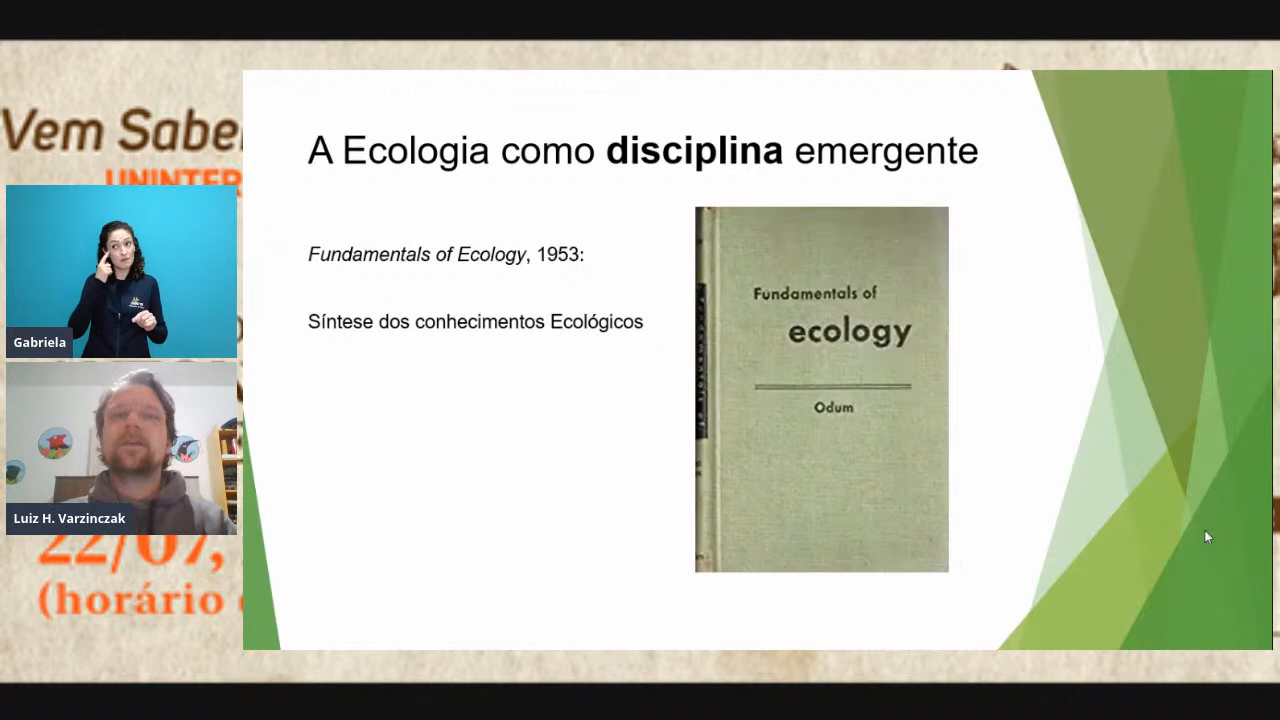 Vem Saber
UNINTER
A Ecologia como disciplina emergente
Fundamentals of Ecology, 1953:
Síntese dos conhecimentos Ecológicos
Fundamentals of
ecology
Odum
Gabriela
Luiz H. Varzinczak
22/07,
(horário